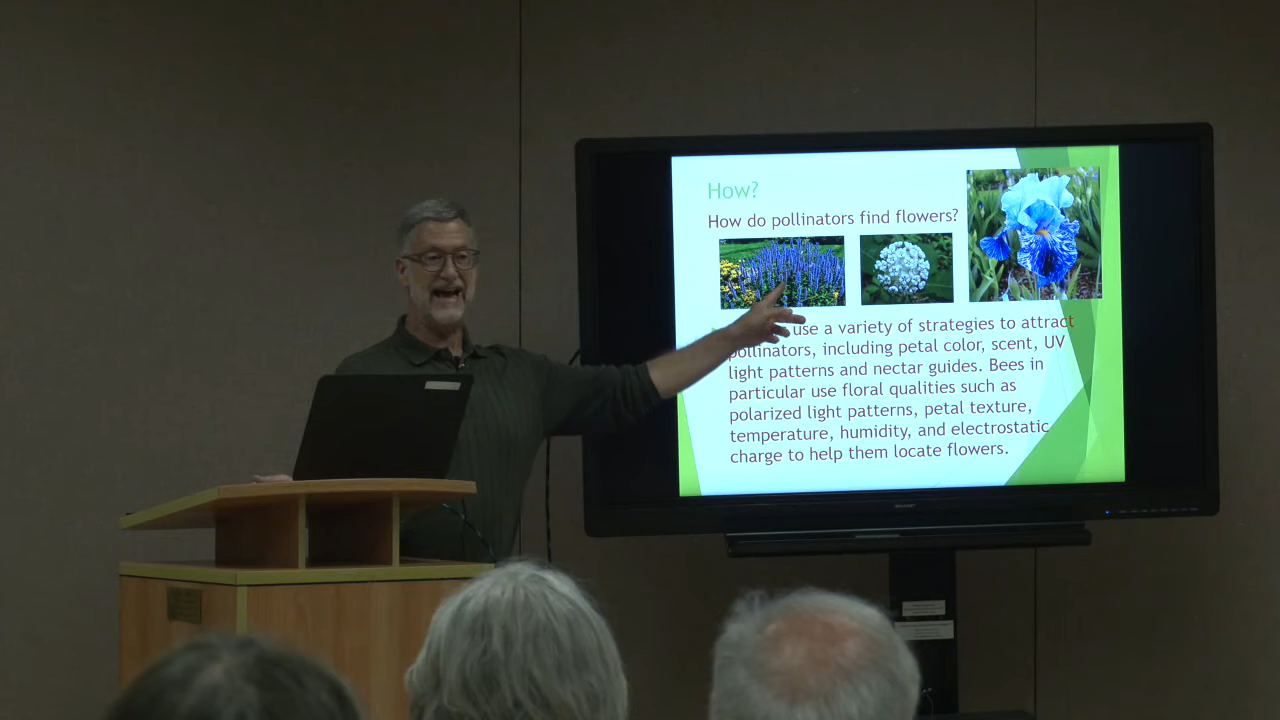 How?
How do pollinators find flowers?
use a variety of strategies to attract
pollinators, including petal color, scent, UV
light patterns and nectar guides. Bees in
particular use floral qualities such as
polarized light patterns, petal texture,
temperature, humidity, and electrostatic
charge to help them locate flowers.